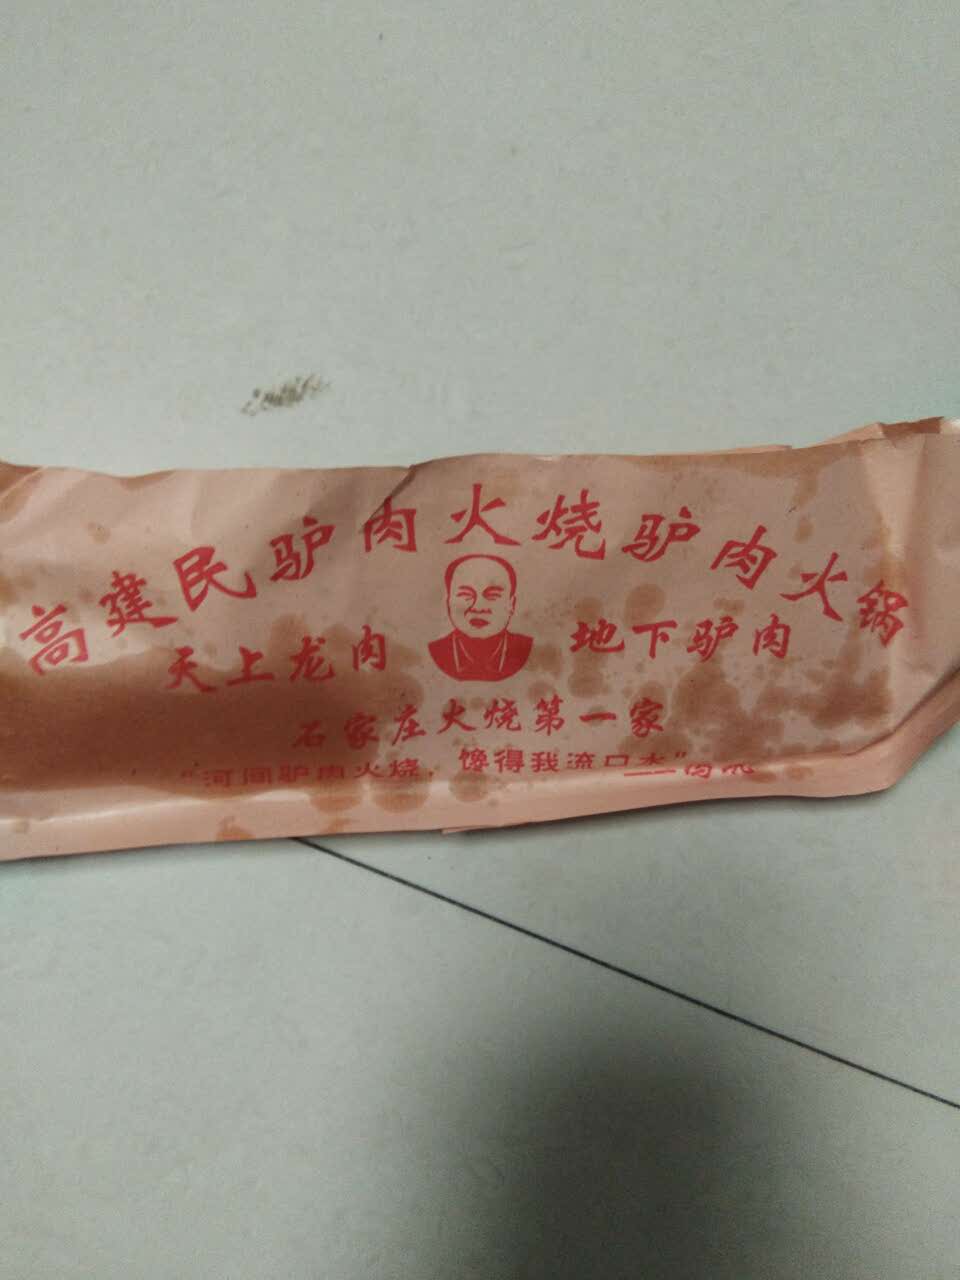 高建民驴肉火烧驴肉火锅
天上龙肉 地下驴肉
石家庄火烧第一家
“河间驴肉火烧，馋得我流口水”